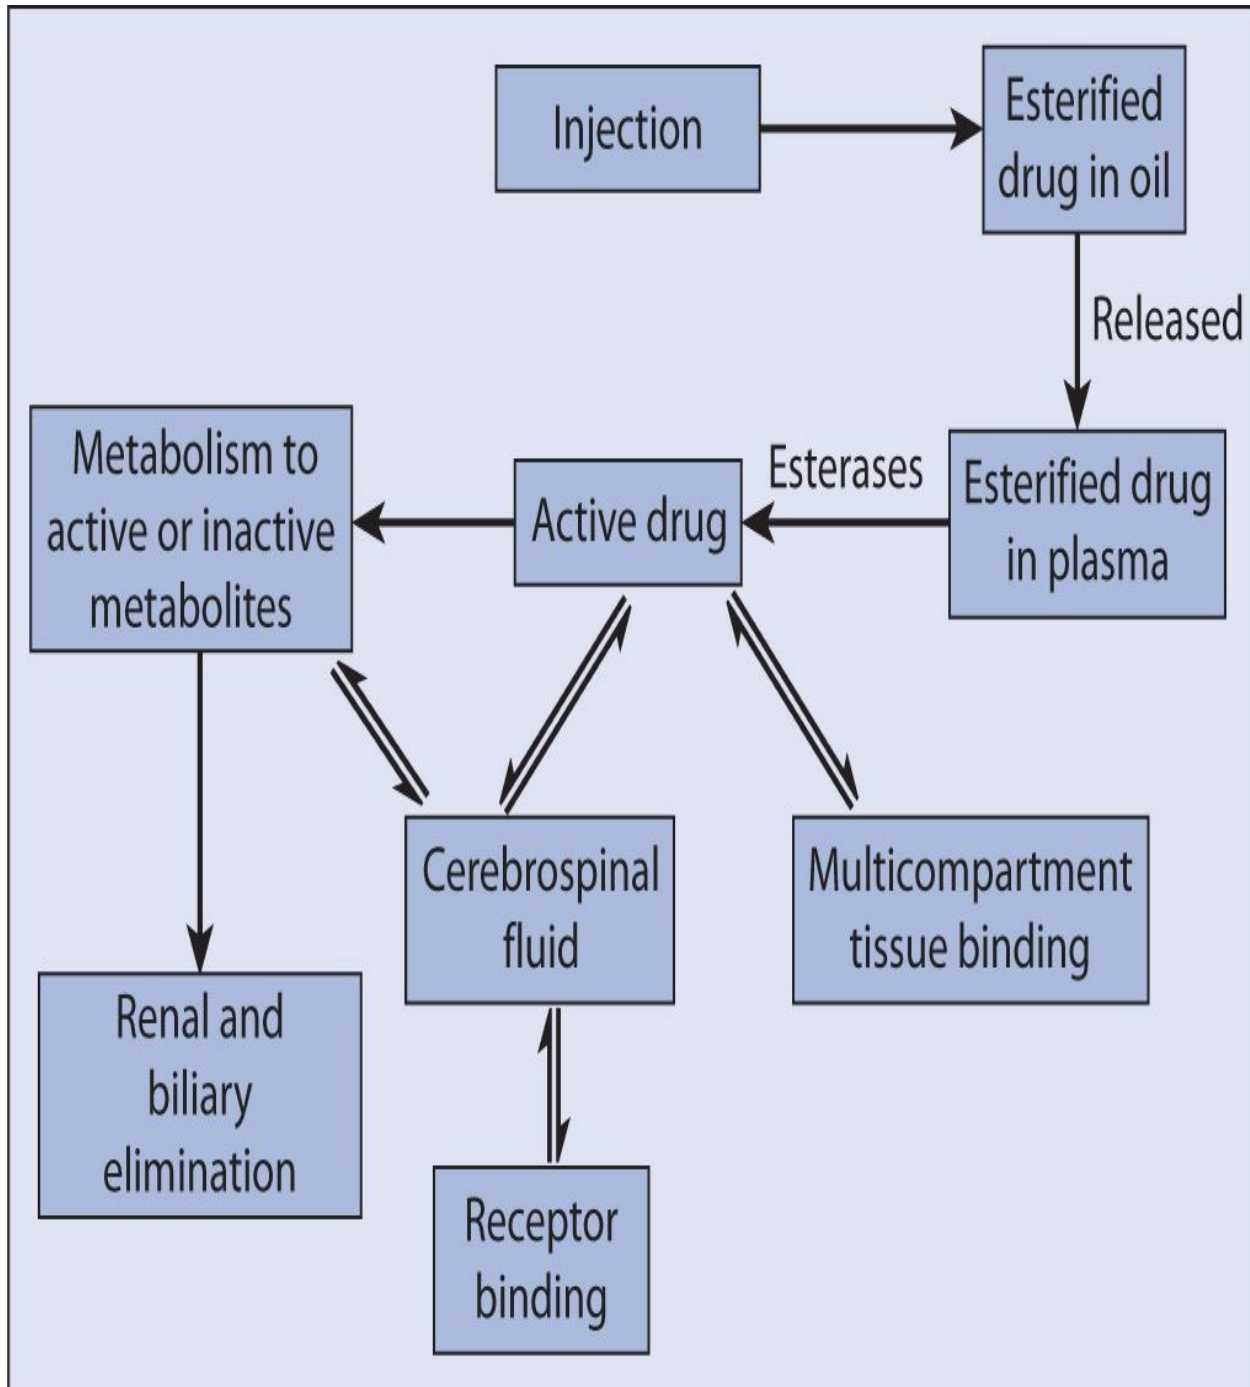 Injection
Esterified
drug in oil
Released
Esterified drug
in plasma
Esterases
Active drug
Metabolism to
active or inactive
metabolites
Cerebrospinal
fluid
Multicompartment
tissue binding
Renal and
biliary
elimination
Receptor
binding